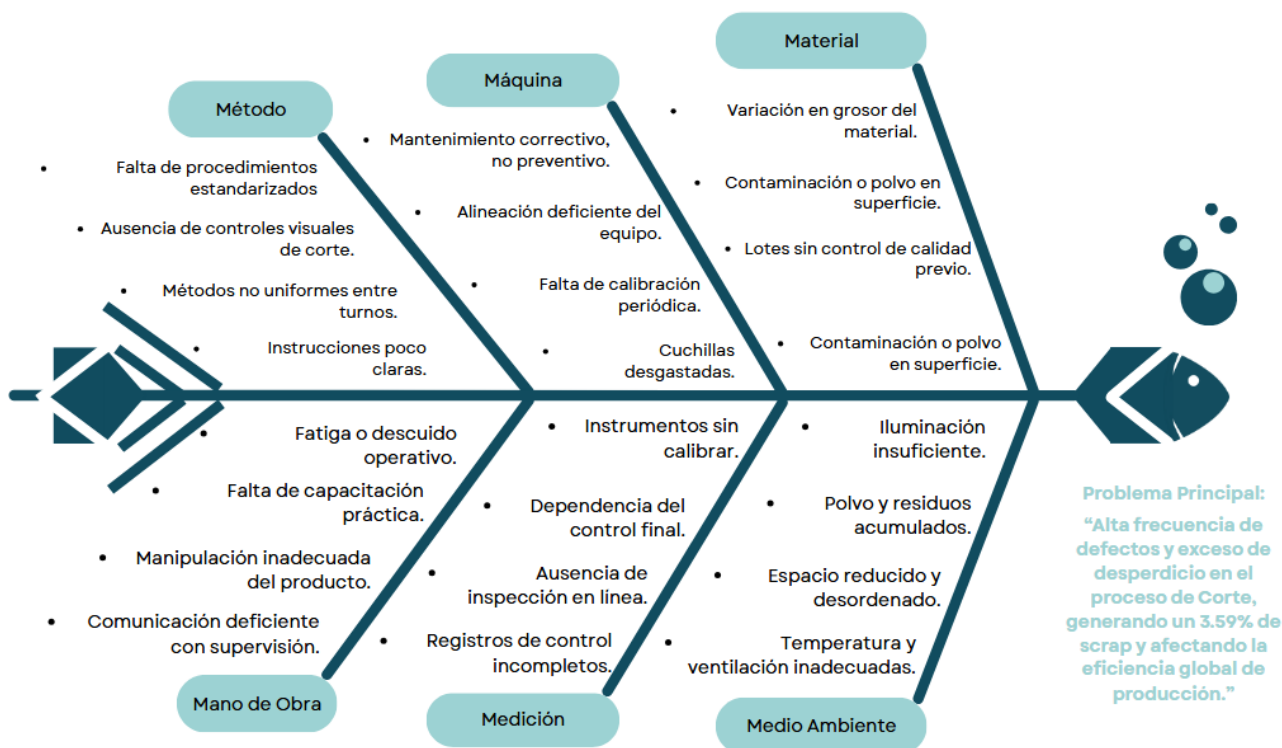 Método
Falta de procedimientos
estandarizados
Ausencia de controles visuales
de corte.
Métodos no uniformes entre
turnos.
Instrucciones poco
claras.
Máquina
Mantenimiento correctivo,
no preventivo.
Alineación deficiente del
equipo.
Falta de calibración
periódica.
Cuchillas
desgastadas.
Material
Variación en grosor del
material.
Contaminación o polvo en
superficie.
Lotes sin control de calidad
previo.
Contaminación o polvo
en superficie.
Fatiga o descuido
operativo.
Falta de capacitación
práctica.
Manipulación inadecuada
del producto.
Comunicación deficiente
con supervisión.
Mano de Obra
Instrumentos sin
calibrar.
Dependencia del
control final.
Ausencia de
inspección en línea.
Registros de control
incompletos.
Medición
Iluminación
insuficiente.
Polvo y residuos
acumulados.
Espacio reducido y
desordenado.
Temperatura y
ventilación inadecuadas.
Medio Ambiente
Problema Principal:
“Alta frecuencia de
defectos y exceso de
desperdicio en el
proceso de Corte,
generando un 3.59% de
scrap y afectando la
eficiencia global de
producción.”